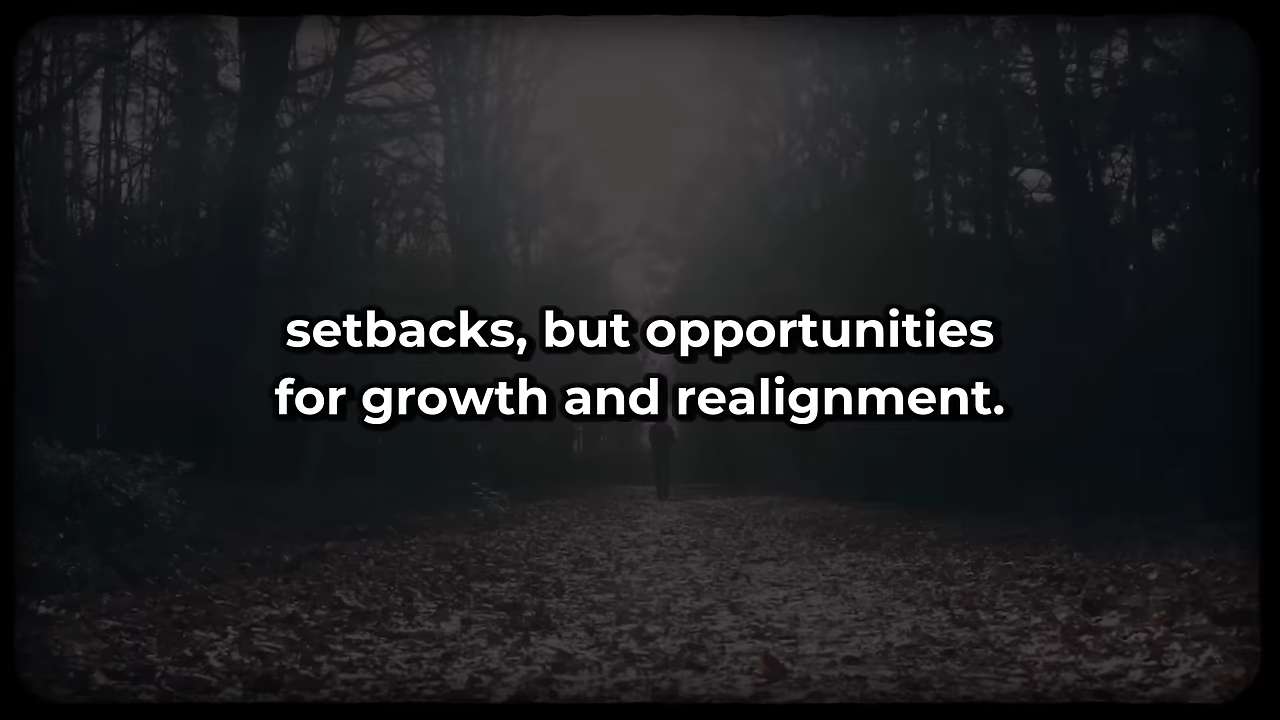 setbacks, but opportunities
for growth and realignment.